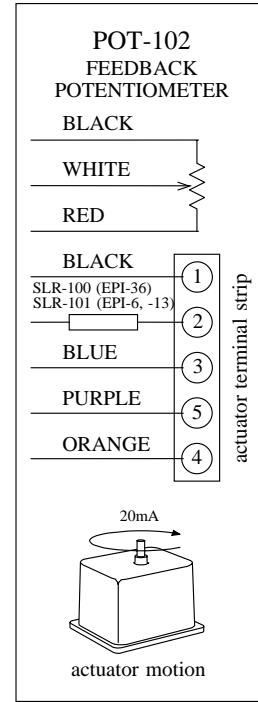 POT-102
FEEDBACK
POTENTIOMETER
BLACK
WHITE
RED
BLACK
1
SLR-100 (EPI-36)
SLR-101 (EPI-6, -13)
2
BLUE
3
PURPLE
5
ORANGE
4
actuator terminal strip
20mA
actuator motion